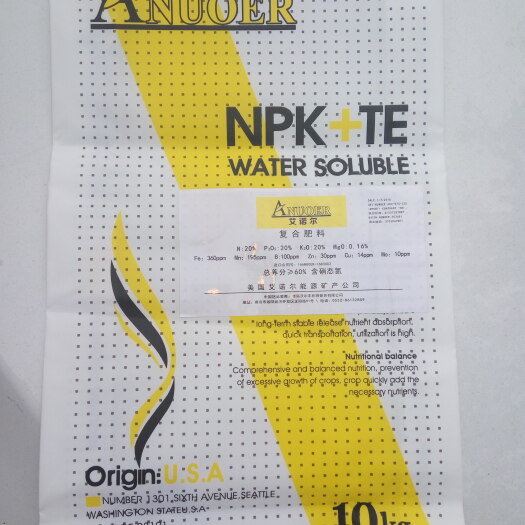 ANUOER
NPK+TE
WATER SOLUBLE
ANUOER
艾诺尔
复合肥料
N:20% P₂O₅:20% K₂O:20% MgO:0.16%
Fe: 360ppm Mn: 195ppm B:100ppm Zn: 30ppm Cu: 14ppm Mo: 10ppm
总养分≥60% 含硝态氮
美国艾诺尔能源矿产公司
long-term stable release nutrient absorption,
quick transportation, utilization is high.
Nutritional balance
Comprehensive and balanced nutrition, prevention
of excessive growth of crops, crop quickly add the
necessary nutrients.
Origin: U.S.A
NUMBER 1301 SIXTH AVENUE,SEATTLE,
WASHINGTON STATE,U.S.A
10kg